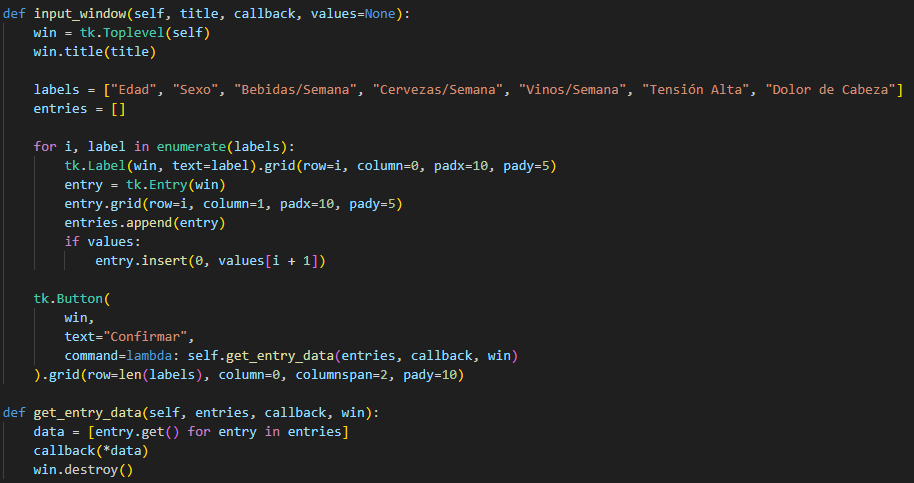 def input_window(self, title, callback, values=None):
    win = tk.Toplevel(self)
    win.title(title)

    labels = ["Edad", "Sexo", "Bebidas/Semana", "Cervezas/Semana", "Vinos/Semana", "Tensión Alta", "Dolor de Cabeza"]
    entries = []

    for i, label in enumerate(labels):
        tk.Label(win, text=label).grid(row=i, column=0, padx=10, pady=5)
        entry = tk.Entry(win)
        entry.grid(row=i, column=1, padx=10, pady=5)
        entries.append(entry)
        if values:
            entry.insert(0, values[i + 1])

    tk.Button(
        win,
        text="Confirmar",
        command=lambda: self.get_entry_data(entries, callback, win)
    ).grid(row=len(labels), column=0, columnspan=2, pady=10)

def get_entry_data(self, entries, callback, win):
    data = [entry.get() for entry in entries]
    callback(*data)
    win.destroy()